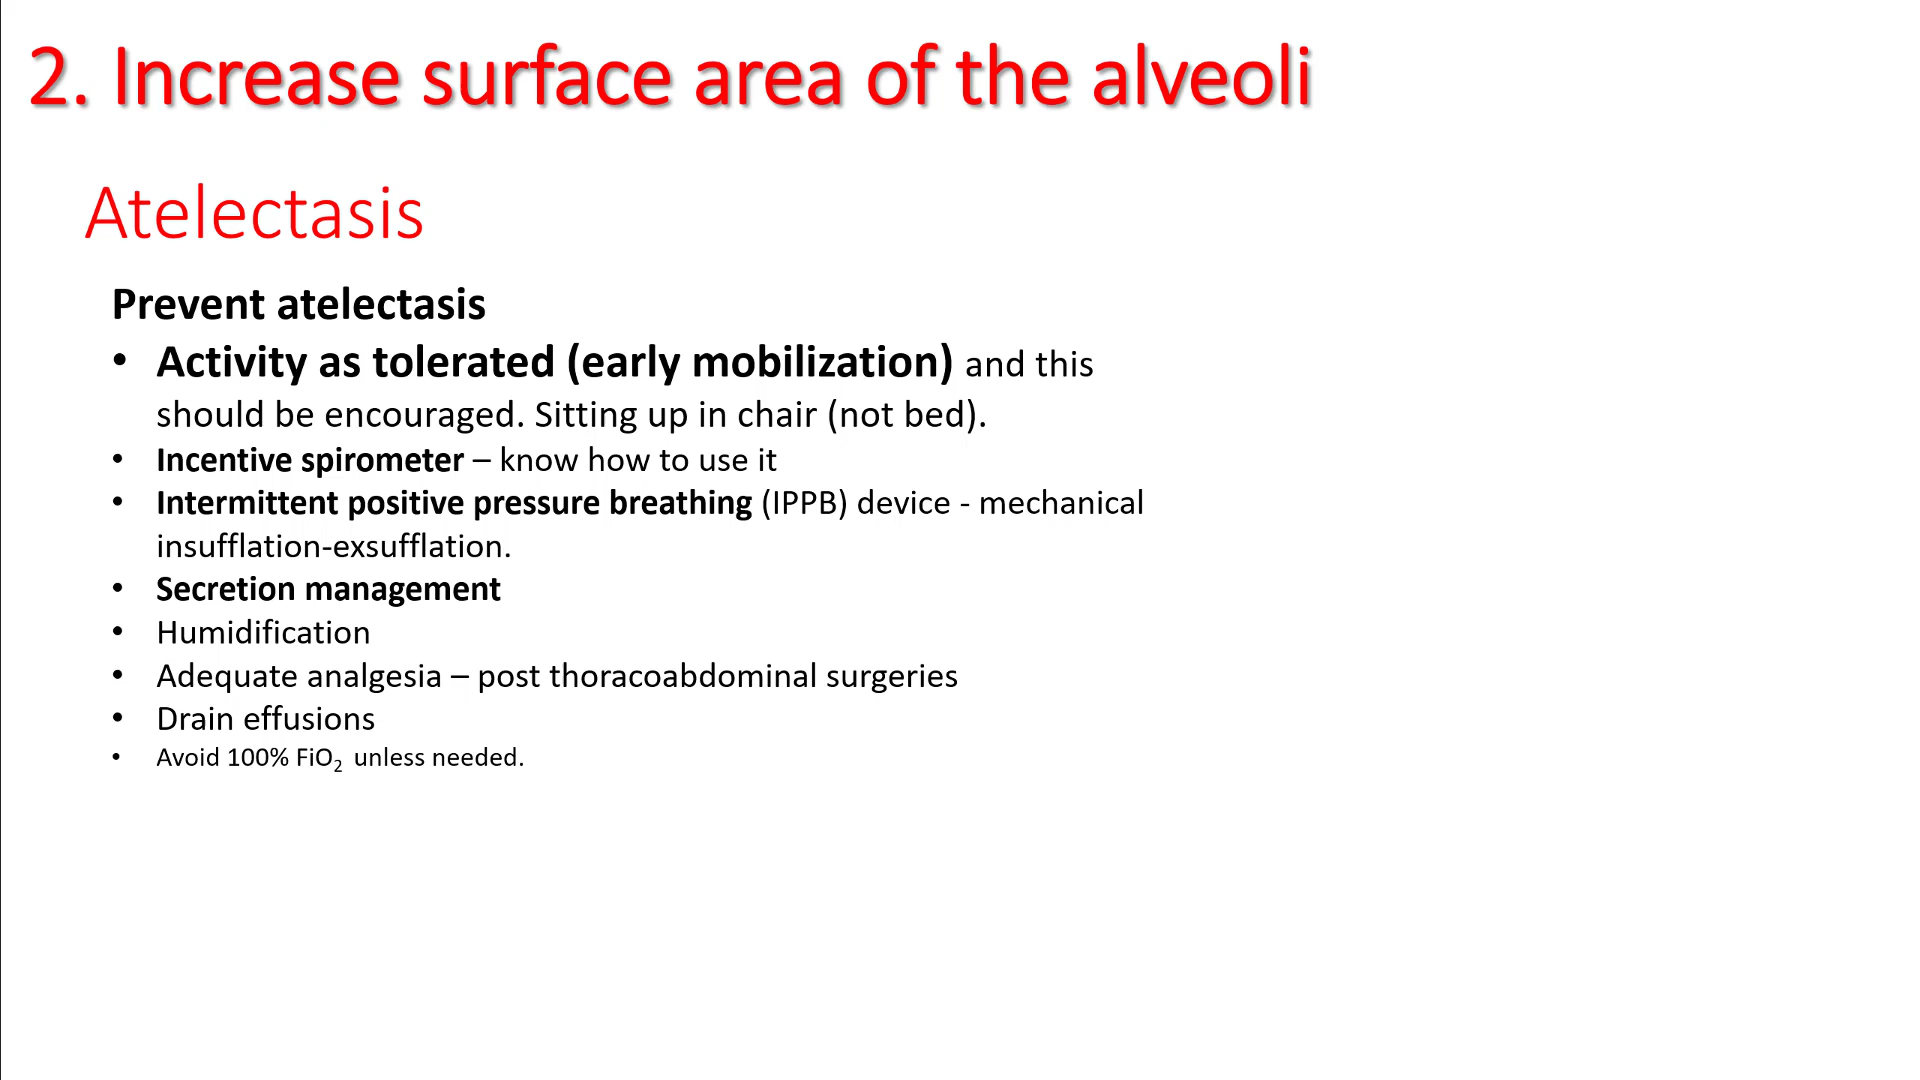 2. Increase surface area of the alveoli
Atelectasis
Prevent atelectasis
• Activity as tolerated (early mobilization) and this
should be encouraged. Sitting up in chair (not bed).
• Incentive spirometer – know how to use it
• Intermittent positive pressure breathing (IPPB) device - mechanical
insufflation-exsufflation.
• Secretion management
• Humidification
• Adequate analgesia – post thoracoabdominal surgeries
• Drain effusions
• Avoid 100% FiO₂ unless needed.